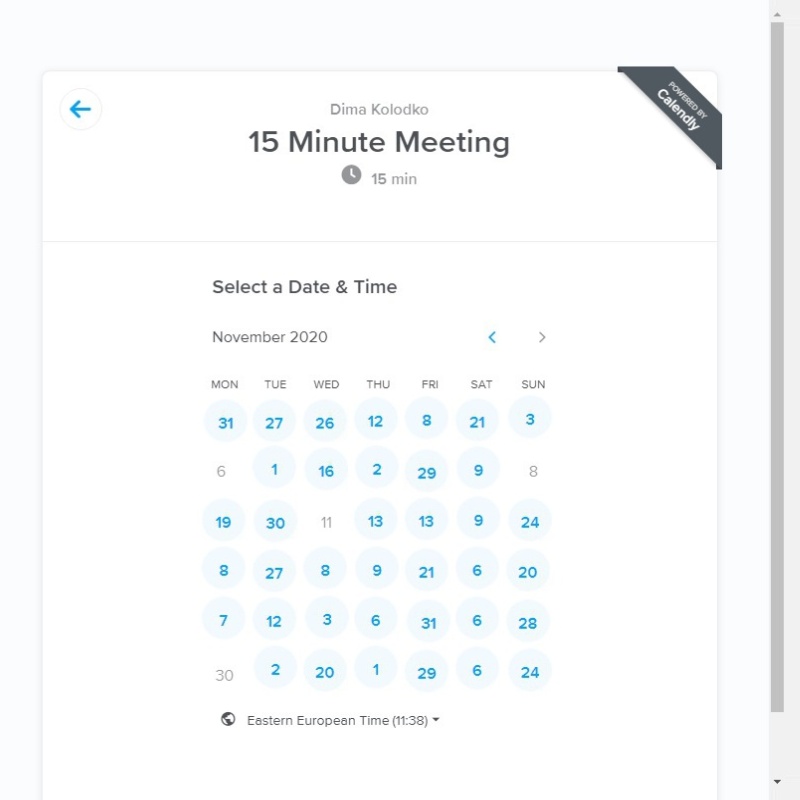 POWERED BY
Calendly
Dima Kolodko
15 Minute Meeting
15 min
Select a Date & Time
November 2020
MON TUE WED THU FRI SAT SUN
31 27 26 12 8 21 3
6 1 16 2 29 9 8
19 30 11 13 13 9 24
8 27 8 9 21 6 20
7 12 3 6 31 6 28
30 2 20 1 29 6 24
Eastern European Time (11:38)